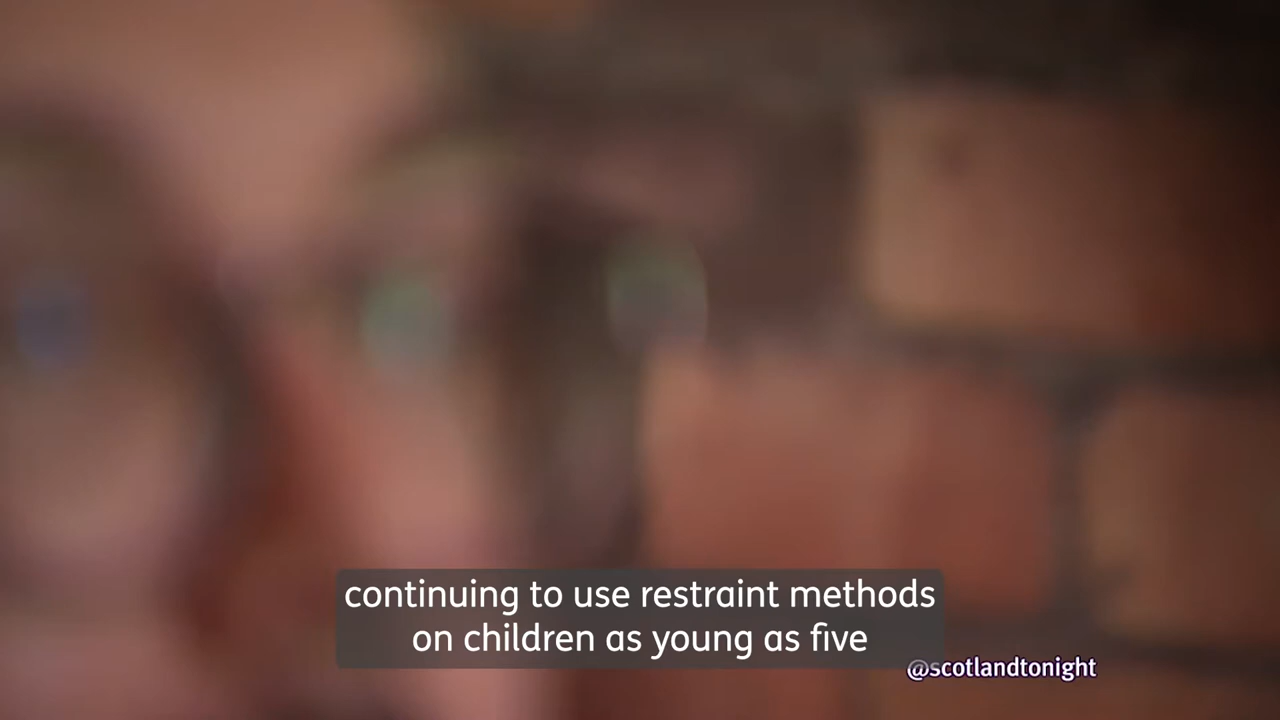 continuing to use restraint methods
on children as young as five
@scotlandtonight